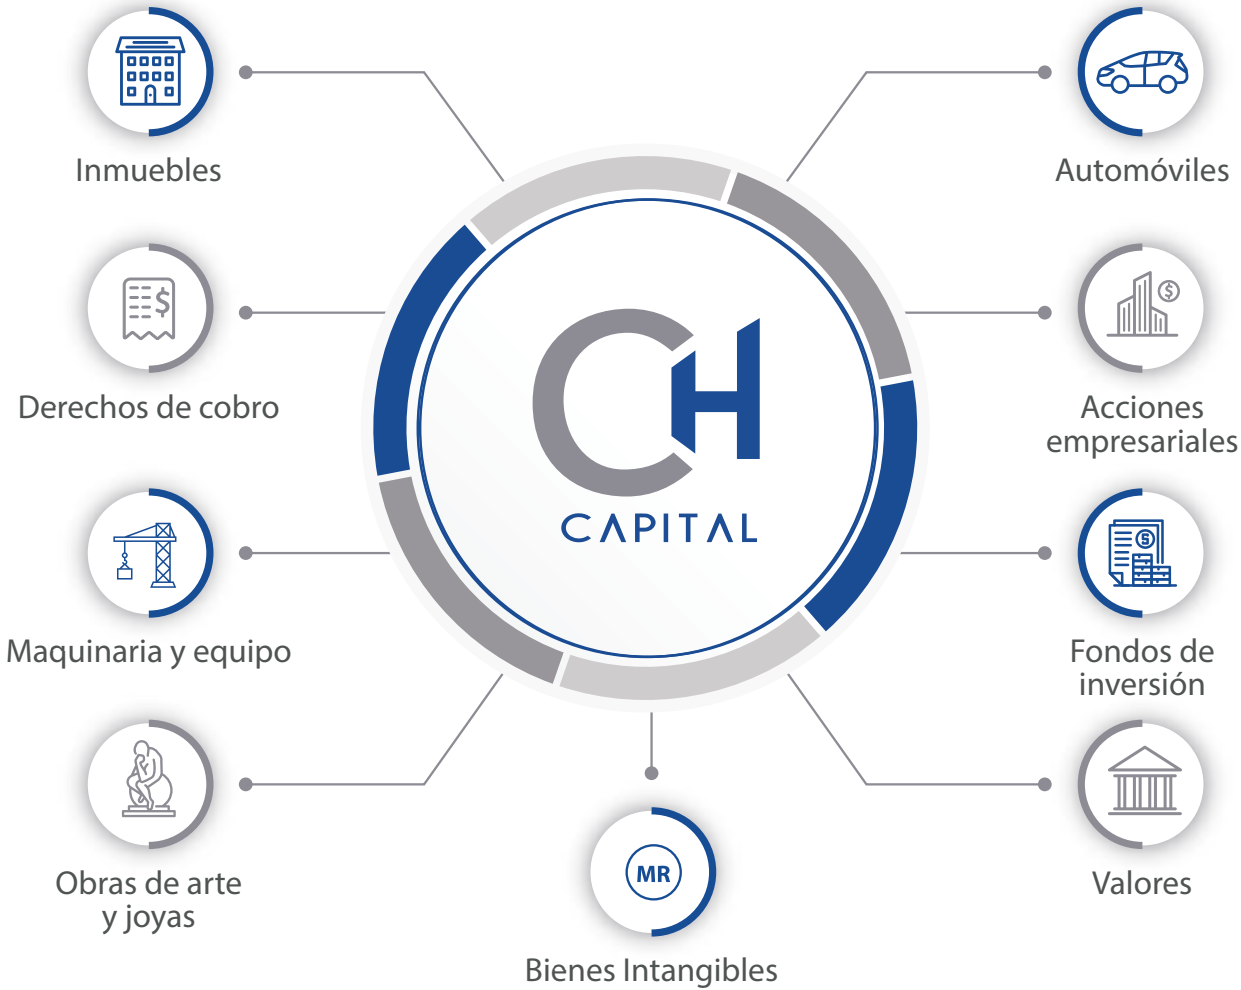 Inmuebles
Automóviles
Derechos de cobro
Acciones
empresariales
CH
CAPITAL
Maquinaria y equipo
Fondos de
inversión
Obras de arte
y joyas
MR
Valores
Bienes Intangibles
$
$
$